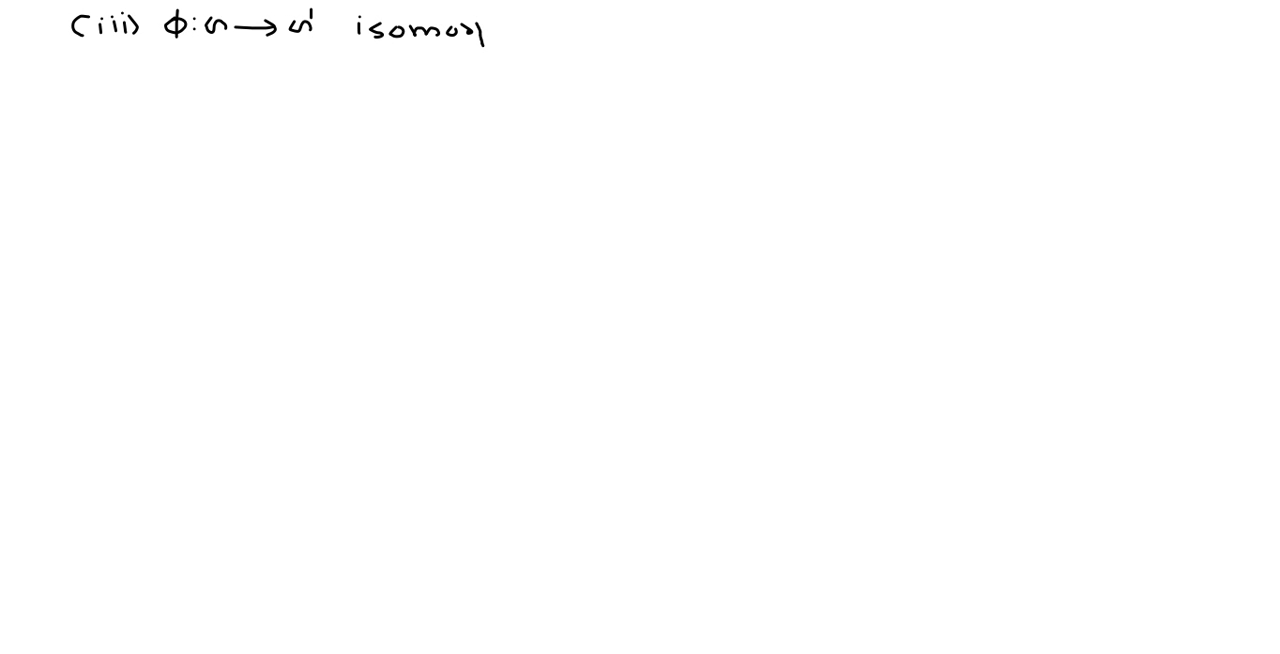 (iii) φ: G → G' isomor